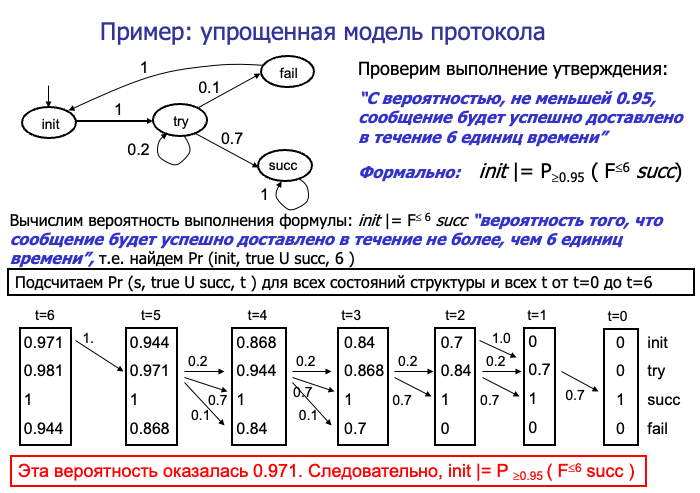 Пример: упрощенная модель протокола
1
fail
0.1
init
1
try
0.2
0.7
succ
1
Проверим выполнение утверждения:
“С вероятностью, не меньшей 0.95,
сообщение будет успешно доставлено
в течение 6 единиц времени”
Формально: init |= P≥0.95 ( F≤6 succ)
Вычислим вероятность выполнения формулы: init |= F≤ 6 succ “вероятность того, что
сообщение будет успешно доставлено в течение не более, чем 6 единиц
времени”, т.е. найдем Pr (init, true U succ, 6 )
Подсчитаем Pr (s, true U succ, t ) для всех состояний структуры и всех t от t=0 до t=6
t=6 t=5 t=4 t=3 t=2 t=1 t=0
0.971 1. 0.944 0.868 0.84 0.7 1.0 0 0 init
0.981 0.971 0.2 0.944 0.2 0.868 0.2 0.84 0.2 0.7 0 try
1 1 0.7 1 0.7 1 0.7 1 0.7 1 0.7 1 succ
0.944 0.868 0.1 0.84 0.1 0.7 0 0 0 fail
Эта вероятность оказалась 0.971. Следовательно, init |= P ≥0.95 ( F≤6 succ )